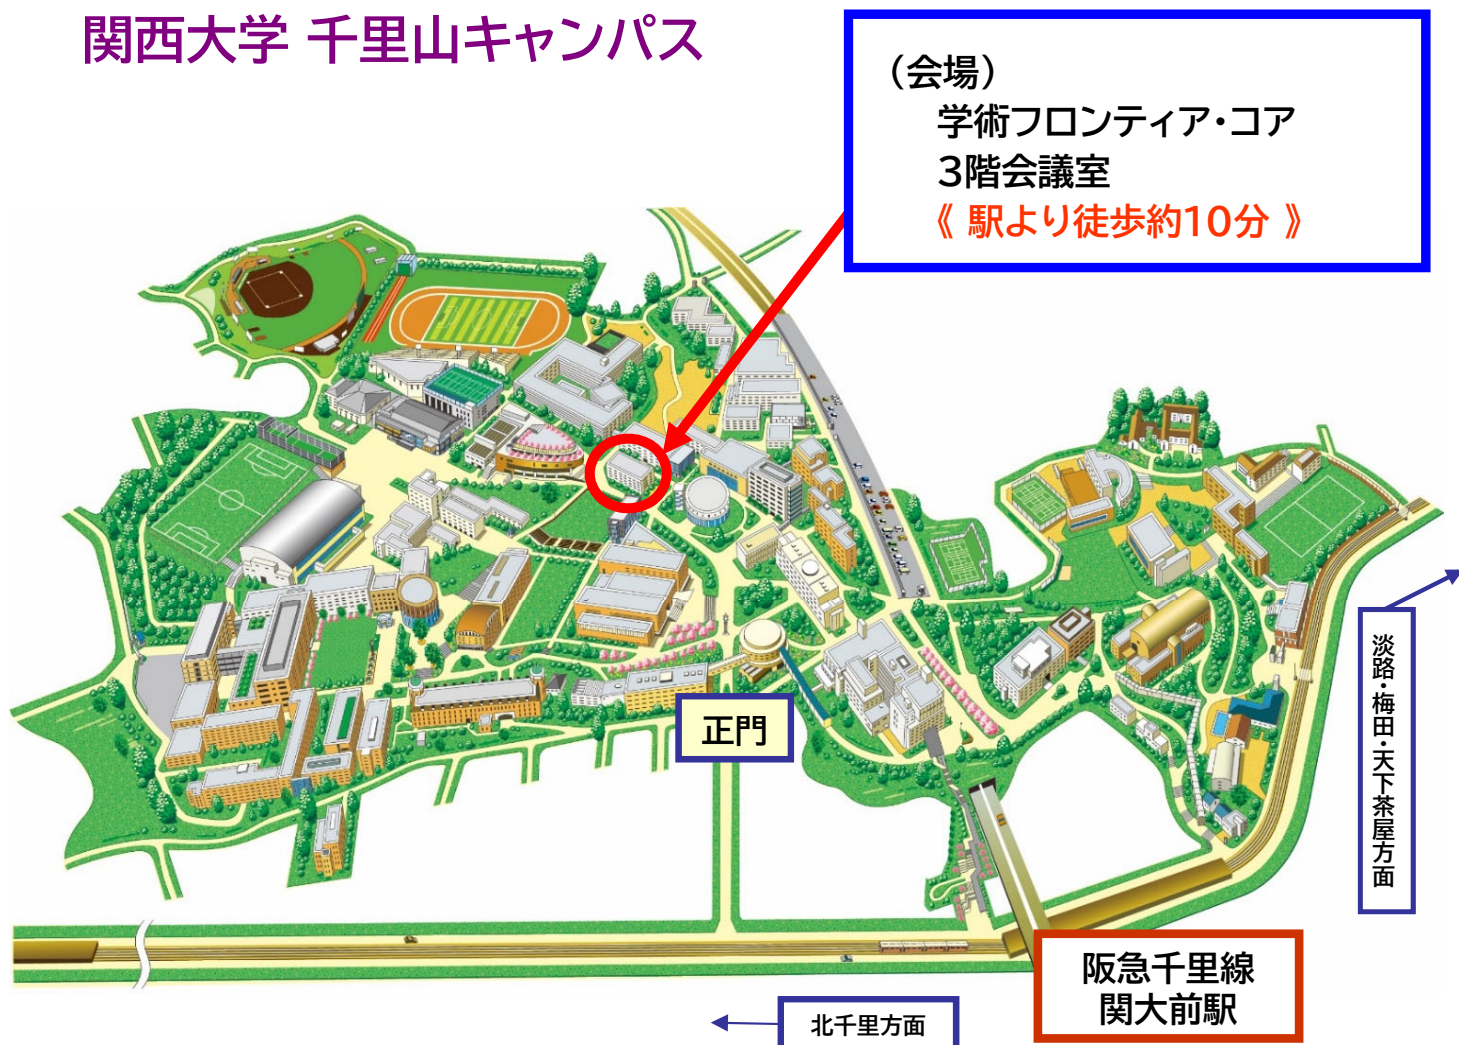 関西大学 千里山キャンパス
(会場)
学術フロンティア・コア
3階会議室
《 駅より徒歩約10分 》
正門
淡路・梅田・天下茶屋方面
阪急千里線
関大前駅
北千里方面